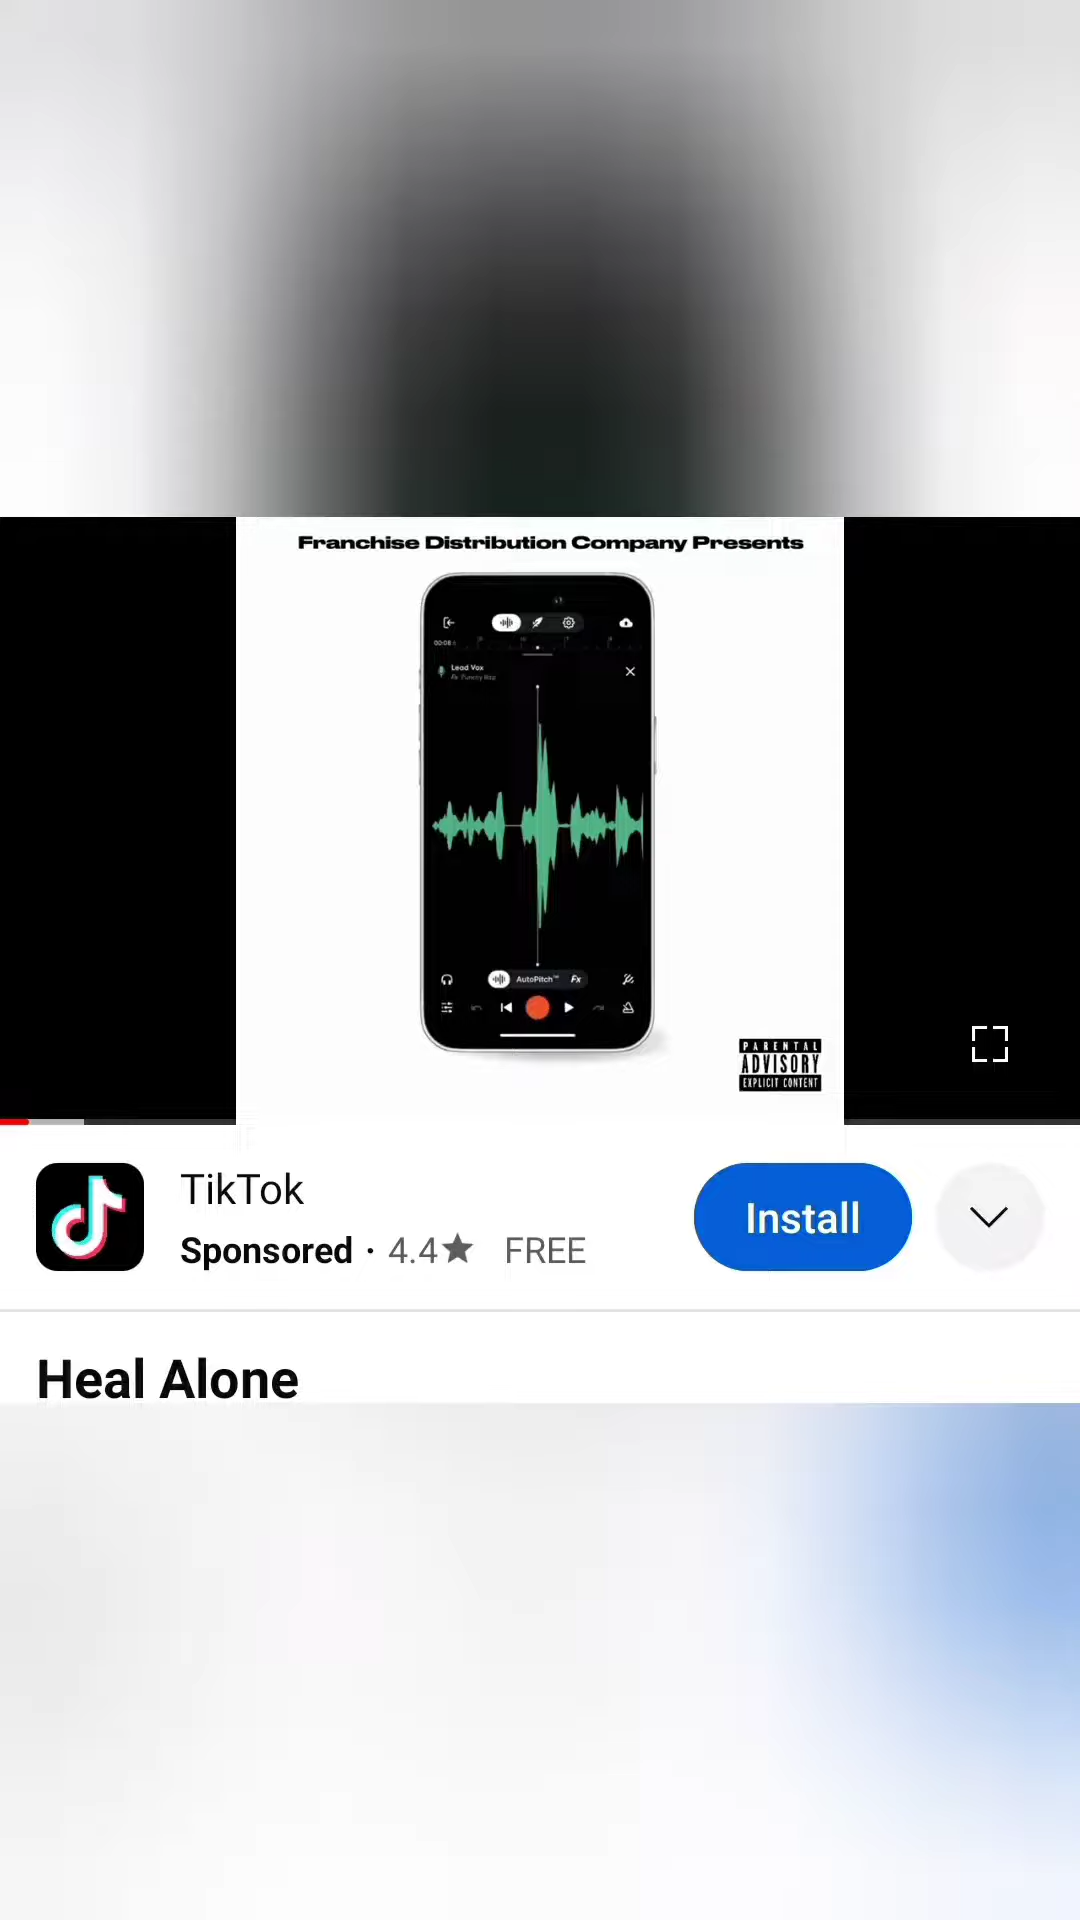 Franchise Distribution Company Presents
Lead Vox
AutoPitch™ Fx
PARENTAL
ADVISORY
EXPLICIT CONTENT
TikTok
Install
Sponsored · 4.4★ FREE
Heal Alone